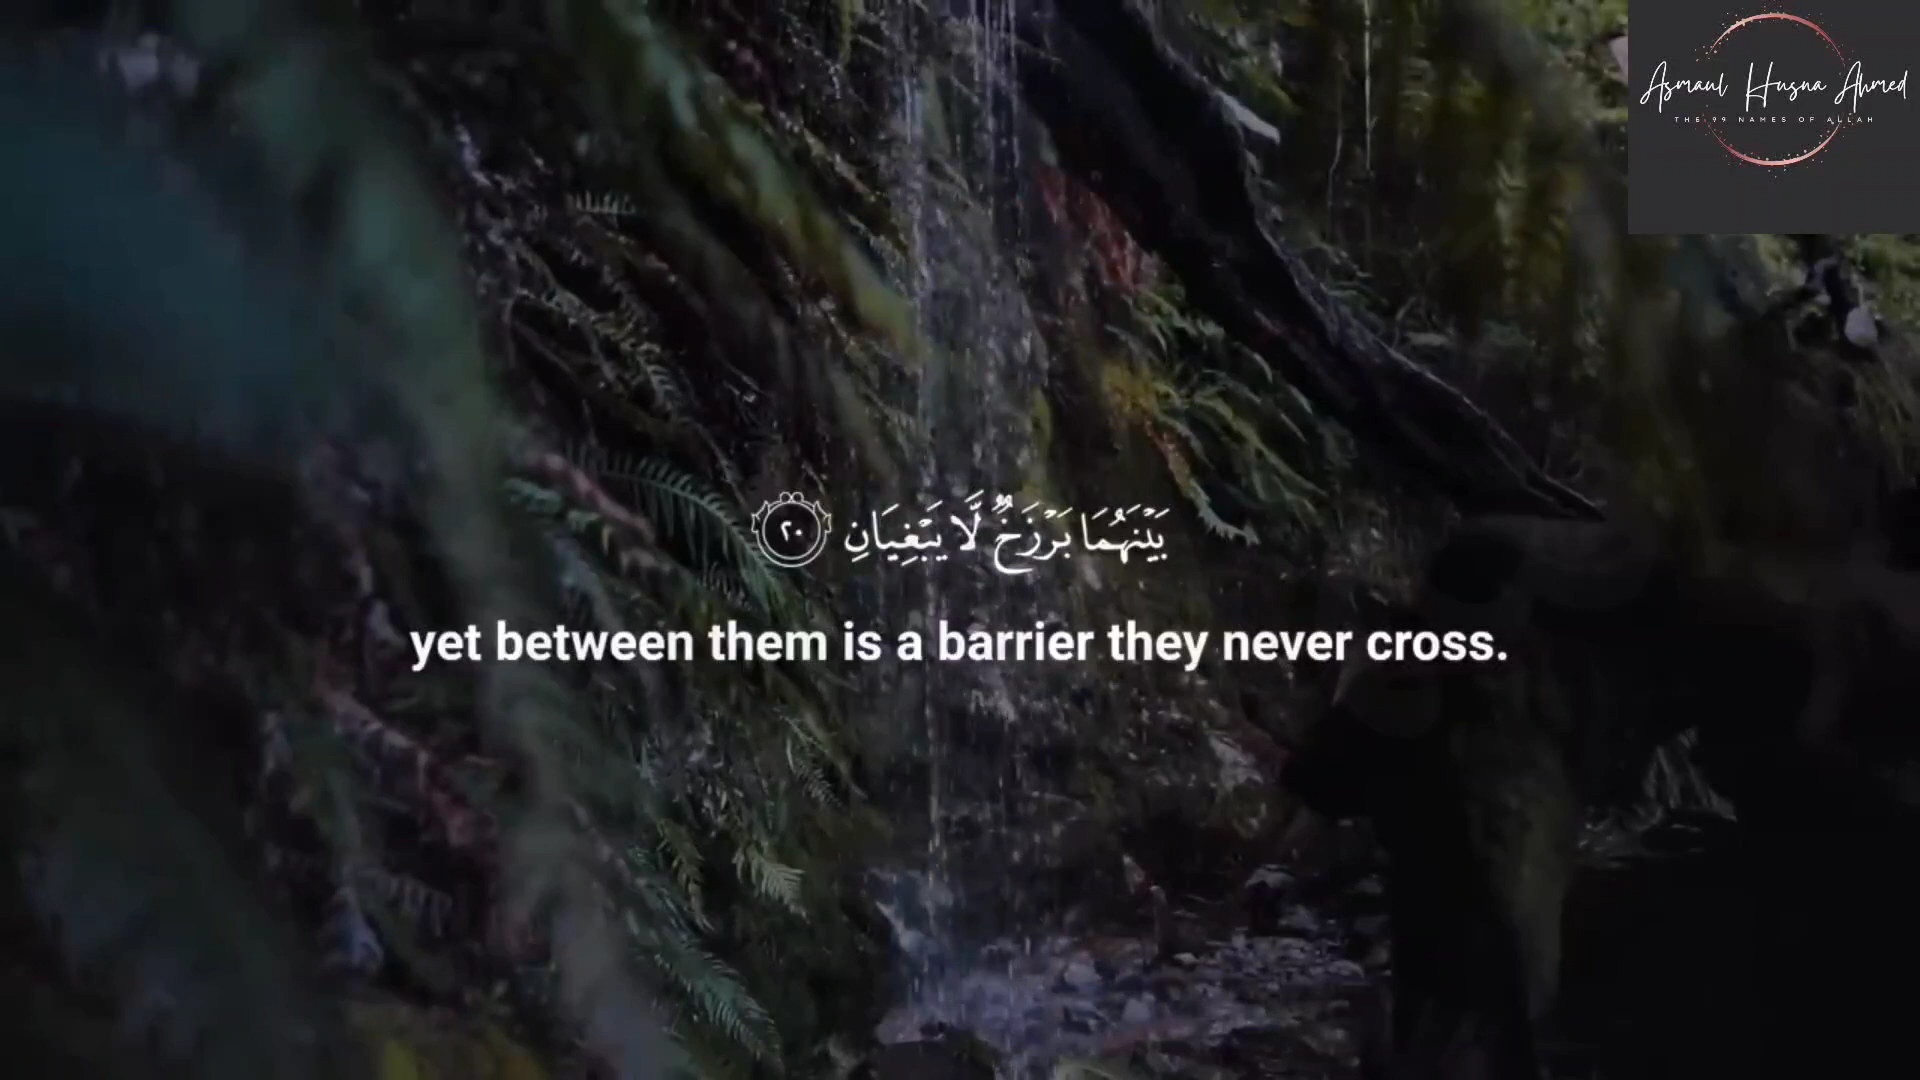 Asmaul Husna Ahmed
THE 99 NAMES OF ALLAH
بَيْنَهُمَا بَرْزَخٌ لَّا يَبْغِيَانِ ٢٠
yet between them is a barrier they never cross.